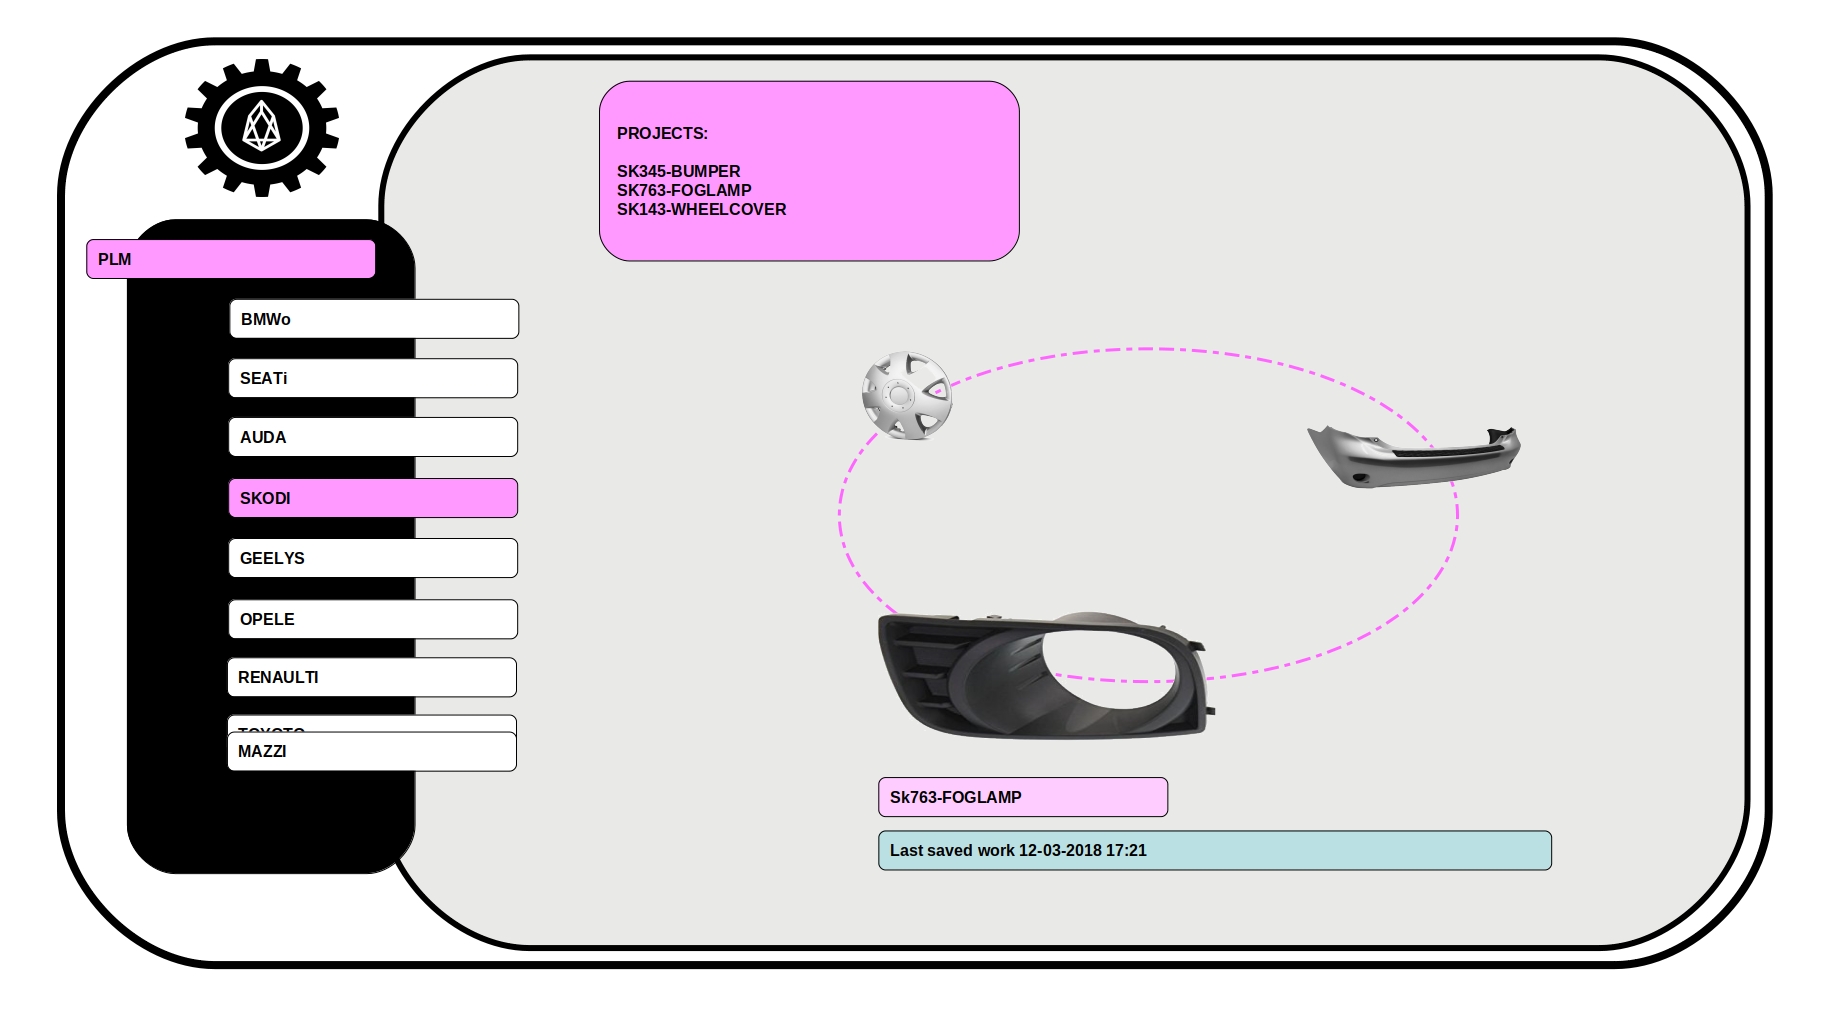 PLM
BMWo
SEATi
AUDA
SKODI
GEELYS
OPELE
RENAULTI
TOYOTO
MAZZI
PROJECTS:
SK345-BUMPER
SK763-FOGLAMP
SK143-WHEELCOVER
Sk763-FOGLAMP
Last saved work 12-03-2018 17:21